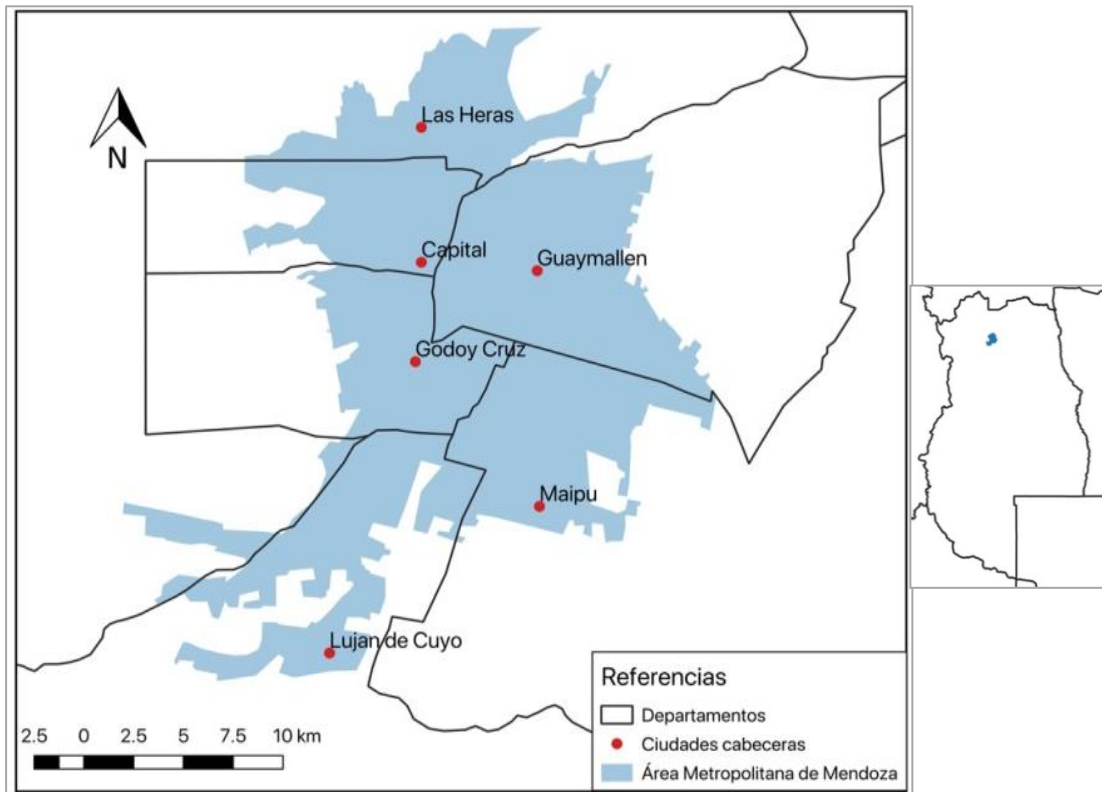 Las Heras
N
Capital
Guaymallen
Godoy Cruz
Maipu
Lujan de Cuyo
2.5 0 2.5 5 7.5 10 km
Referencias
Departamentos
Ciudades cabeceras
Área Metropolitana de Mendoza